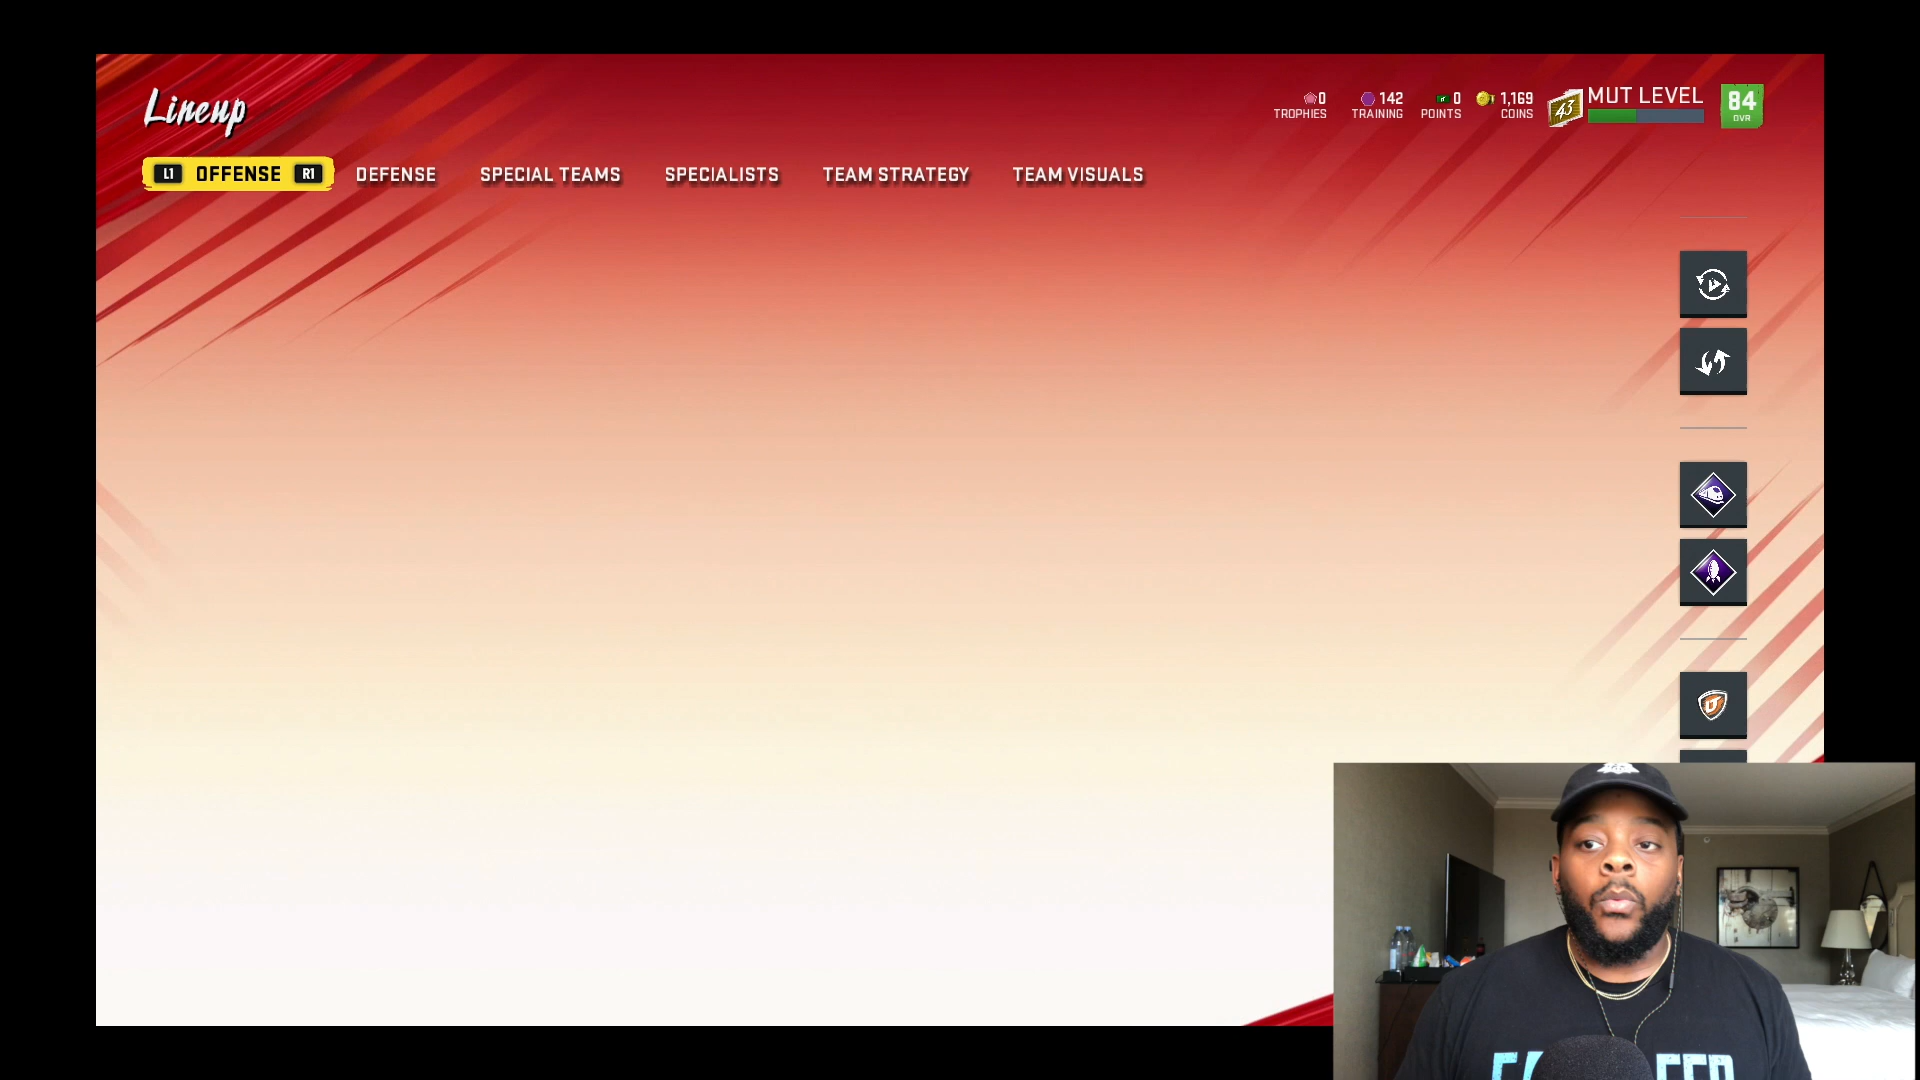 Lineup
0 TROPHIES
142 TRAINING
0 POINTS
1,169 COINS
43
MUT LEVEL
84 OVR
L1 OFFENSE R1 DEFENSE SPECIAL TEAMS SPECIALISTS TEAM STRATEGY TEAM VISUALS